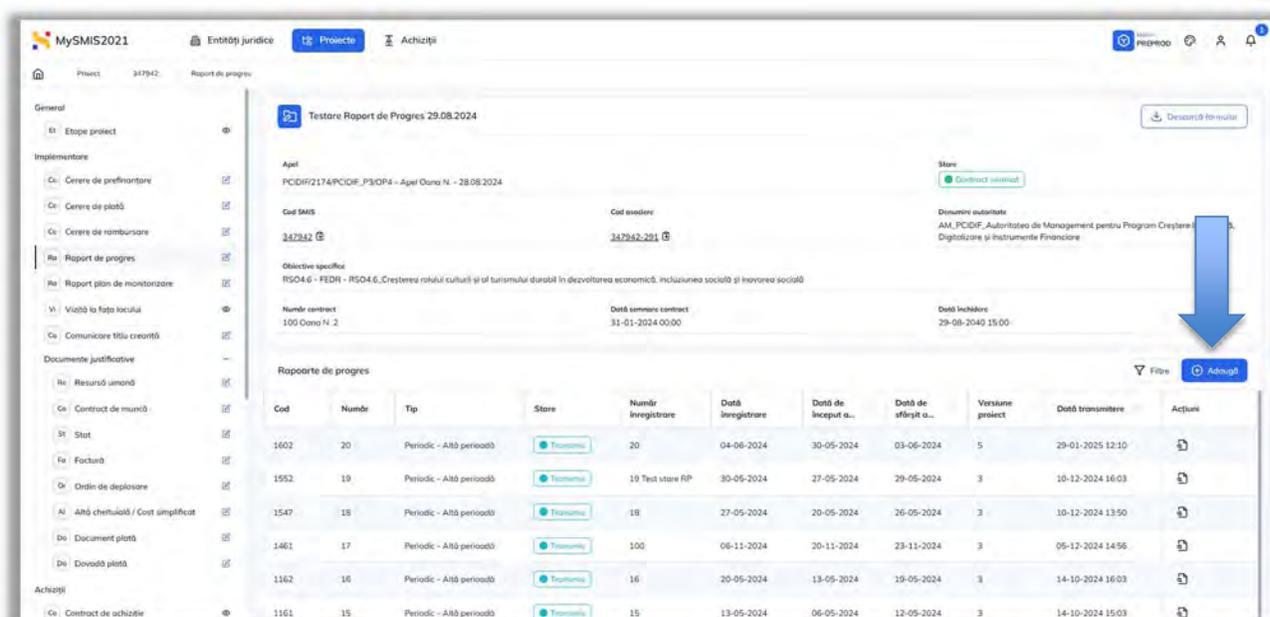 MySMIS2021
Entități juridice
Proiecte
Achiziții
PREPROD
1
Proiect 347942 Raport de progres
General
Et Etape proiect
Implementare
Ce Cerere de prefinanțare
Ce Cerere de plată
Ce Cerere de rambursare
Ra Raport de progres
Ra Raport plan de monitorizare
Vi Vizită la fața locului
Co Comunicare titlu creanță
Documente justificative
Re Resursă umană
Co Contract de muncă
St Stat
Fa Factură
Or Ordin de deplasare
Al Altă cheltuială / Cost simplificat
Do Document plată
Do Dovadă plată
Achiziții
Co Contract de achiziție
Testare Raport de Progres 29.08.2024
Descarcă formular
Apel
PCIDIF/2174/PCIDIF_P3/OP4 - Apel Oana N. - 28.08.2024
Stare
Contract semnat
Cod SMIS
347942
Cod asociere
347942-291
Denumire autoritate
AM_PCIDIF_Autoritatea de Management pentru Program Creștere
Digitalizare și Instrumente Financiare
Obiective specifice
RSO4.6 - FEDR - RSO4.6_Creșterea rolului culturii și al turismului durabil în dezvoltarea economică, incluziunea socială și inovarea socială
Număr contract
100 Oana N. 2
Dată semnare contract
31-01-2024 00:00
Dată închidere
29-08-2040 15:00
Rapoarte de progres
Filtre
Adaugă
Cod Număr Tip Stare Număr înregistrare Dată înregistrare Dată de început a... Dată de sfârșit a... Versiune proiect Dată transmitere Acțiuni
1602 20 Periodic - Altă perioadă Transmis 20 04-06-2024 30-05-2024 03-06-2024 5 29-01-2025 12:10
1552 19 Periodic - Altă perioadă Transmis 19 Test stare RP 30-05-2024 27-05-2024 29-05-2024 3 10-12-2024 16:03
1547 18 Periodic - Altă perioadă Transmis 18 27-05-2024 20-05-2024 26-05-2024 3 10-12-2024 13:50
1461 17 Periodic - Altă perioadă Transmis 100 06-11-2024 20-11-2024 23-11-2024 3 05-12-2024 14:56
1162 16 Periodic - Altă perioadă Transmis 16 20-05-2024 13-05-2024 19-05-2024 3 14-10-2024 16:03
1161 15 Periodic - Altă perioadă Transmis 15 13-05-2024 06-05-2024 12-05-2024 3 14-10-2024 15:03